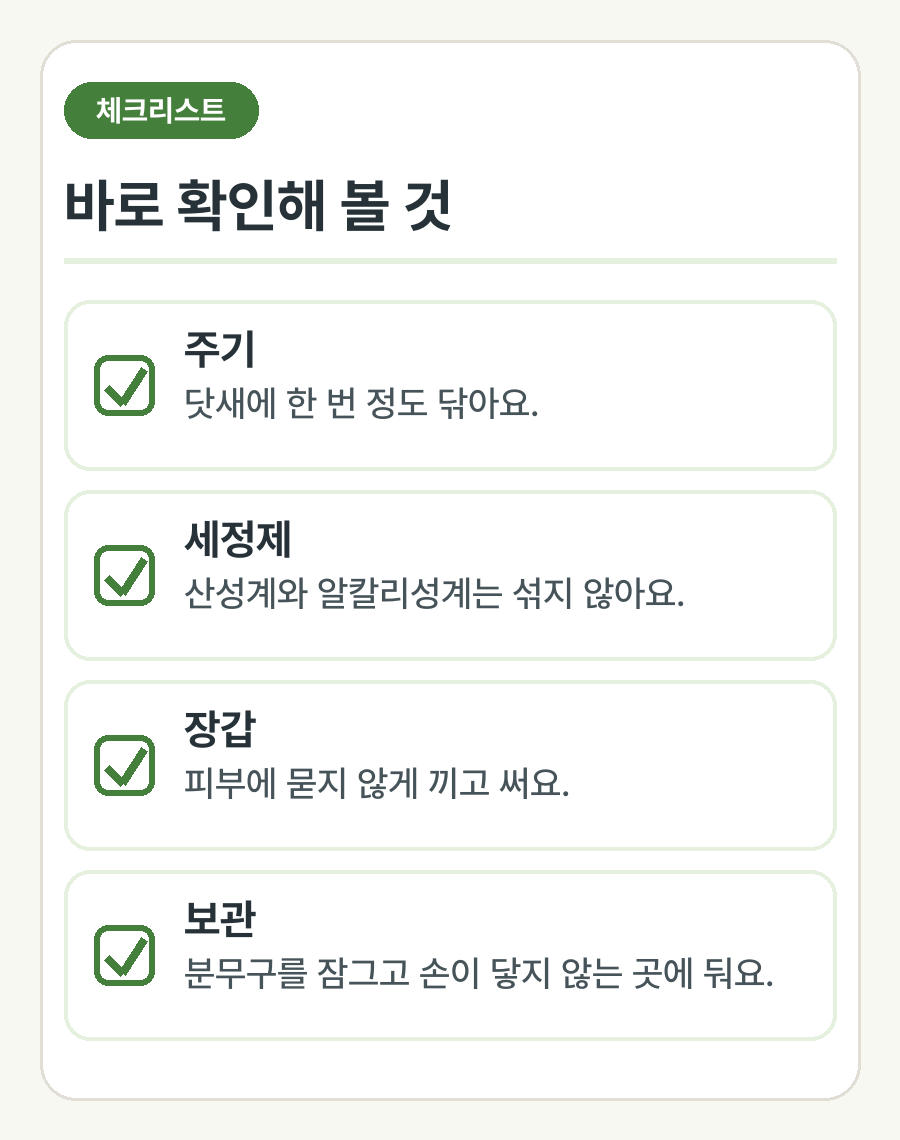 체크리스트
바로 확인해 볼 것
주기
닷새에 한 번 정도 닦아요.
세정제
산성계와 알칼리성계는 섞지 않아요.
장갑
피부에 묻지 않게 끼고 써요.
보관
분무구를 잠그고 손이 닿지 않는 곳에 둬요.